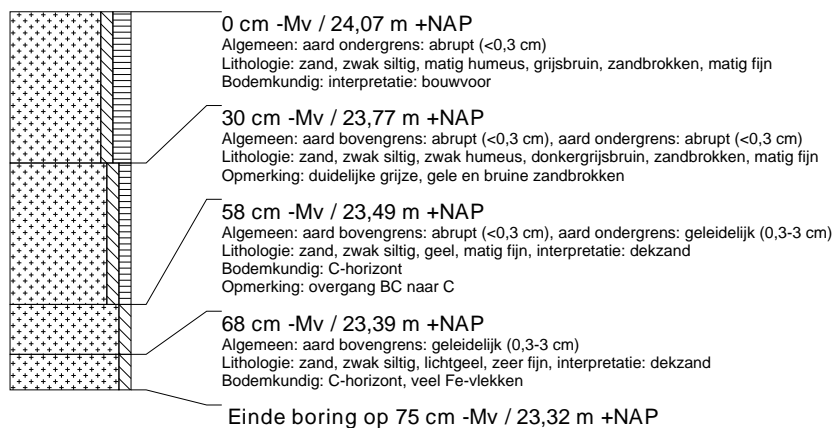 0 cm -Mv / 24,07 m +NAP
Algemeen: aard ondergrens: abrupt (<0,3 cm)
Lithologie: zand, zwak siltig, matig humeus, grijsbruin, zandbrokken, matig fijn
Bodemkundig: interpretatie: bouwvoor
30 cm -Mv / 23,77 m +NAP
Algemeen: aard bovengrens: abrupt (<0,3 cm), aard ondergrens: abrupt (<0,3 cm)
Lithologie: zand, zwak siltig, zwak humeus, donkergrijsbruin, zandbrokken, matig fijn
Opmerking: duidelijke grijze, gele en bruine zandbrokken
58 cm -Mv / 23,49 m +NAP
Algemeen: aard bovengrens: abrupt (<0,3 cm), aard ondergrens: geleidelijk (0,3-3 cm)
Lithologie: zand, zwak siltig, geel, matig fijn, interpretatie: dekzand
Bodemkundig: C-horizont
Opmerking: overgang BC naar C
68 cm -Mv / 23,39 m +NAP
Algemeen: aard bovengrens: geleidelijk (0,3-3 cm)
Lithologie: zand, zwak siltig, lichtgeel, zeer fijn, interpretatie: dekzand
Bodemkundig: C-horizont, veel Fe-vlekken
Einde boring op 75 cm -Mv / 23,32 m +NAP